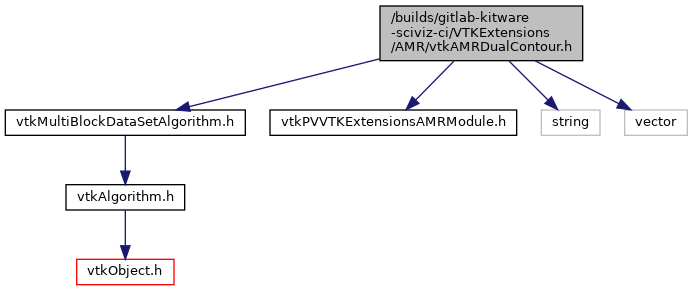 /builds/gitlab-kitware
-sciviz-ci/VTKExtensions
/AMR/vtkAMRDualContour.h
vtkMultiBlockDataSetAlgorithm.h
vtkPVVTKExtensionsAMRModule.h
string
vector
vtkAlgorithm.h
vtkObject.h